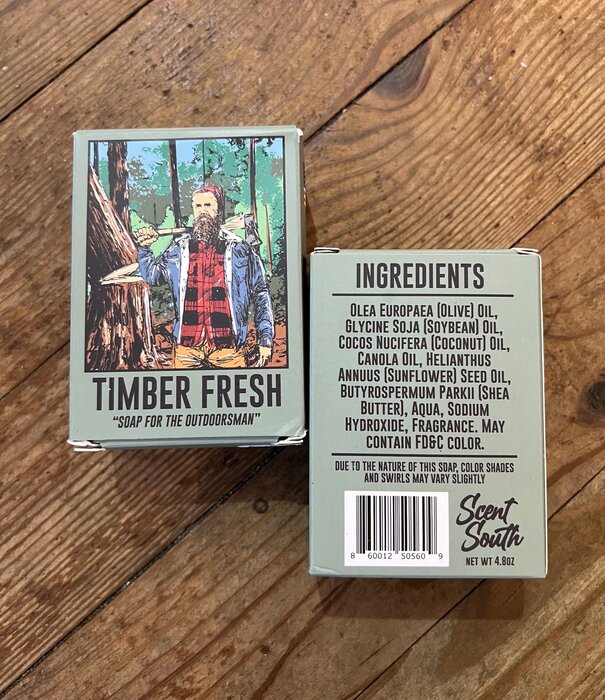 TIMBER FRESH
"SOAP FOR THE OUTDOORSMAN"
INGREDIENTS
OLEA EUROPAEA (OLIVE) OIL,
GLYCINE SOJA (SOYBEAN) OIL,
COCOS NUCIFERA (COCONUT) OIL,
CANOLA OIL, HELIANTHUS
ANNUUS (SUNFLOWER) SEED OIL,
BUTYROSPERMUM PARKII (SHEA
BUTTER), AQUA, SODIUM
HYDROXIDE, FRAGRANCE. MAY
CONTAIN FD&C COLOR.
DUE TO THE NATURE OF THIS SOAP, COLOR SHADES
AND SWIRLS MAY VARY SLIGHTLY
Scent
South
8 60012 50560 9
NET WT 4.8OZ